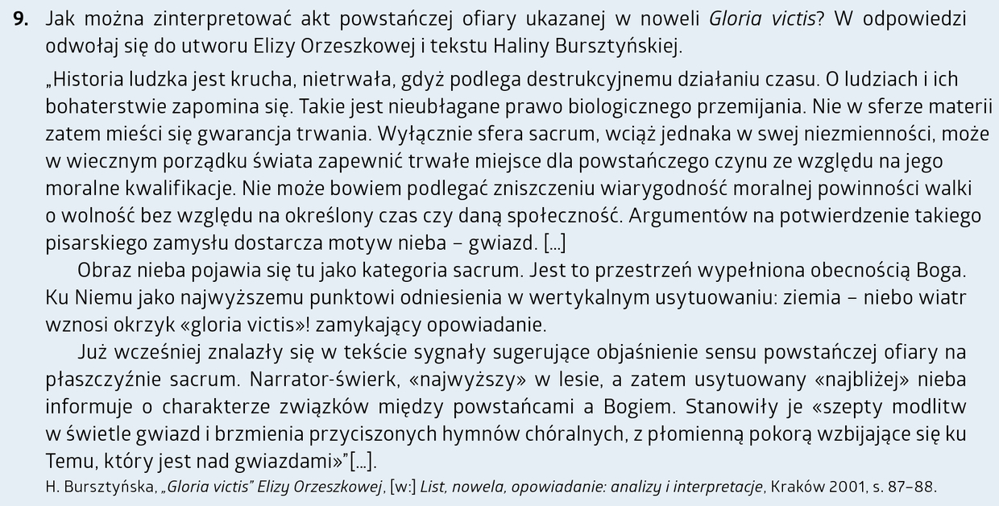 9. Jak można zinterpretować akt powstańczej ofiary ukazanej w noweli Gloria victis? W odpowiedzi
odwołaj się do utworu Elizy Orzeszkowej i tekstu Haliny Bursztyńskiej.
„Historia ludzka jest krucha, nietrwała, gdyż podlega destrukcyjnemu działaniu czasu. O ludziach i ich
bohaterstwie zapomina się. Takie jest nieubłagane prawo biologicznego przemijania. Nie w sferze materii
zatem mieści się gwarancja trwania. Wyłącznie sfera sacrum, wciąż jednaka w swej niezmienności, może
w wiecznym porządku świata zapewnić trwałe miejsce dla powstańczego czynu ze względu na jego
moralne kwalifikacje. Nie może bowiem podlegać zniszczeniu wiarygodność moralnej powinności walki
o wolność bez względu na określony czas czy daną społeczność. Argumentów na potwierdzenie takiego
pisarskiego zamysłu dostarcza motyw nieba – gwiazd. [...]
Obraz nieba pojawia się tu jako kategoria sacrum. Jest to przestrzeń wypełniona obecnością Boga.
Ku Niemu jako najwyższemu punktowi odniesienia w wertykalnym usytuowaniu: ziemia – niebo wiatr
wznosi okrzyk «gloria victis»! zamykający opowiadanie.
Już wcześniej znalazły się w tekście sygnały sugerujące objaśnienie sensu powstańczej ofiary na
płaszczyźnie sacrum. Narrator-świerk, «najwyższy» w lesie, a zatem usytuowany «najbliżej» nieba
informuje o charakterze związków między powstańcami a Bogiem. Stanowiły je «szepty modlitw
w świetle gwiazd i brzmienia przyciszonych hymnów chóralnych, z płomienną pokorą wzbijające się ku
Temu, który jest nad gwiazdami»”[...].
H. Bursztyńska, „Gloria victis” Elizy Orzeszkowej, [w:] List, nowela, opowiadanie: analizy i interpretacje, Kraków 2001, s. 87–88.